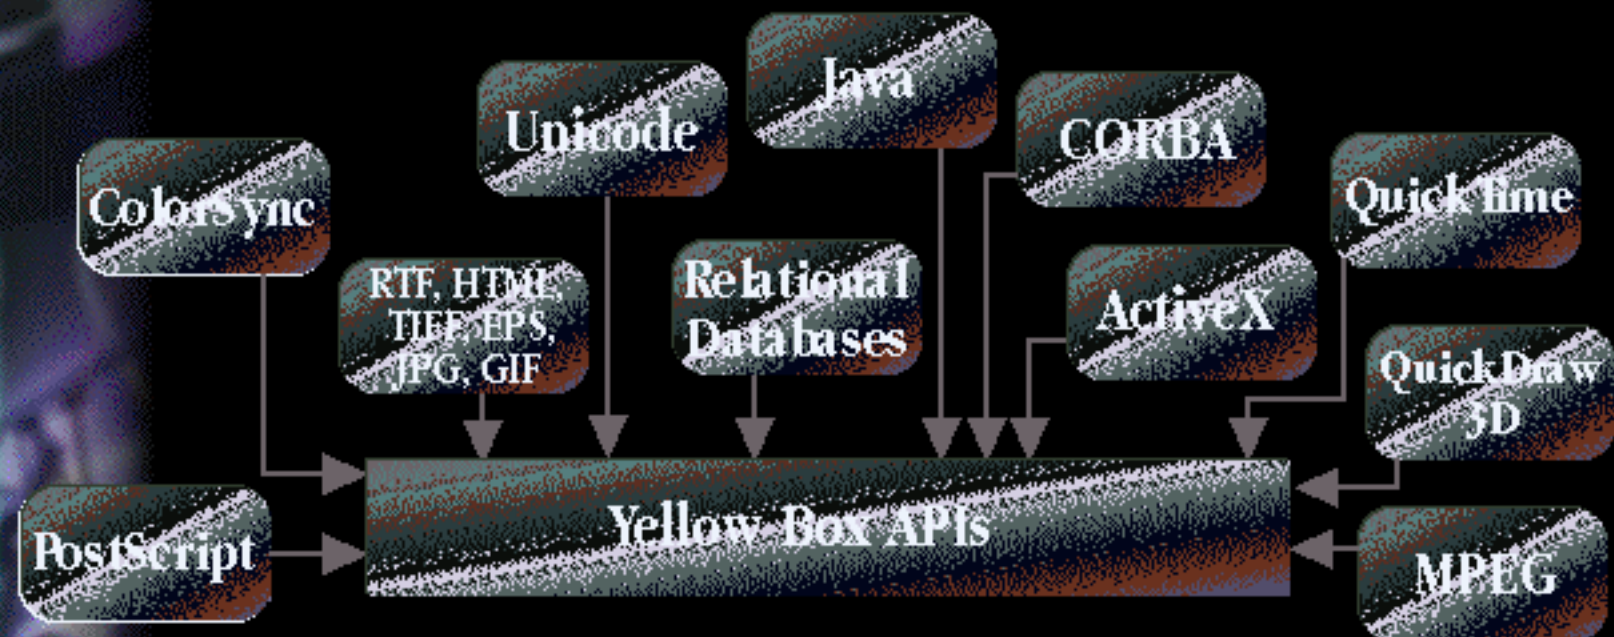 Java
Unicode
CORBA
ColorSync
QuickTime
RTF, HTML,
TIFF, EPS,
JPG, GIF
Relational
Databases
ActiveX
QuickDraw
3D
Yellow Box APIs
PostScript
MPEG